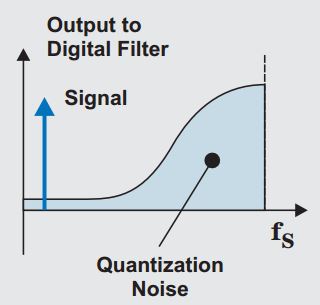 Output to
Digital Filter
Signal
fS
Quantization
Noise